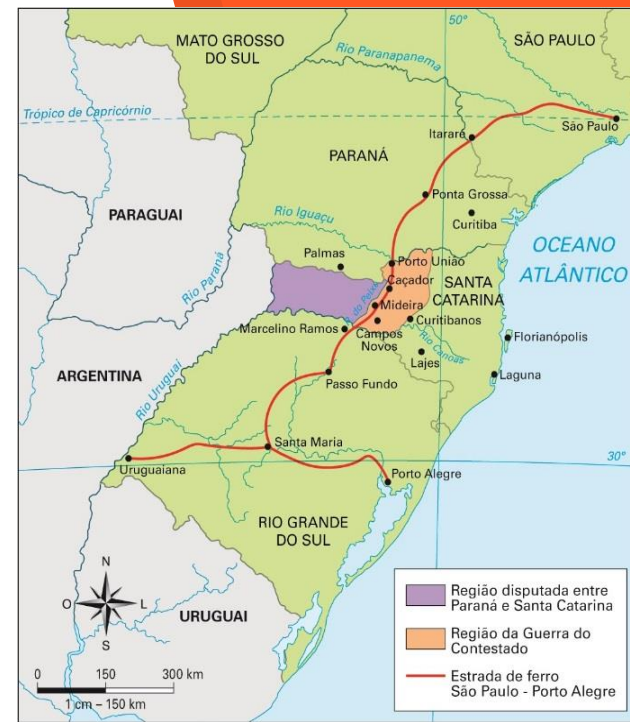 MATO GROSSO
DO SUL
50°
SÃO PAULO
Rio Paranapanema
Trópico de Capricórnio
São Paulo
Itararé
PARANÁ
PARAGUAI
Ponta Grossa
Curitiba
Rio Iguaçu
OCEANO
ATLÂNTICO
Palmas
Porto União
Rio Paraná
Caçador
SANTA
CATARINA
R. do Peixe
Mideira
Marcelino Ramos
Curitibanos
Campos
Novos
Rio Canoas
Florianópolis
Lajes
ARGENTINA
Rio Uruguai
Passo Fundo
Laguna
Santa Maria
Uruguaiana
30°
Porto Alegre
RIO GRANDE
DO SUL
N
O
L
S
URUGUAI
0 150 300 km
1 cm – 150 km
Região disputada entre
Paraná e Santa Catarina
Região da Guerra do
Contestado
Estrada de ferro
São Paulo - Porto Alegre